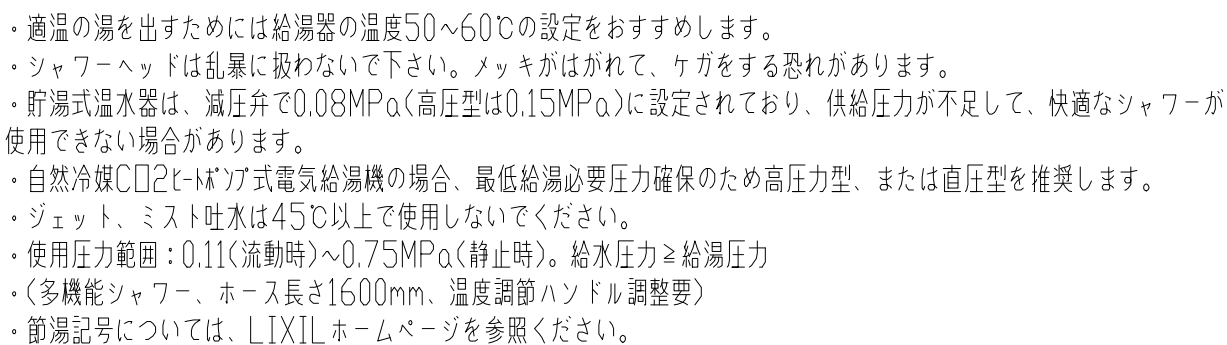 ・適温の湯を出すためには給湯器の温度50~60℃の設定をおすすめします。
・シャワーヘッドは乱暴に扱わないで下さい。メッキがはがれて、ケガをする恐れがあります。
・貯湯式温水器は、減圧弁で0.08MPa(高圧型は0.15MPa)に設定されており、供給圧力が不足して、快適なシャワーが
使用できない場合があります。
・自然冷媒CO2ヒートポンプ式電気給湯機の場合、最低給湯必要圧力確保のため高圧力型、または直圧型を推奨します。
・ジェット、ミスト吐水は45℃以上で使用しないでください。
・使用圧力範囲:0.11(流動時)~0.75MPa(静止時)。給水圧力≧給湯圧力
・(多機能シャワー、ホース長さ1600mm、温度調節ハンドル調整要)
・節湯記号については、LIXILホームページを参照ください。